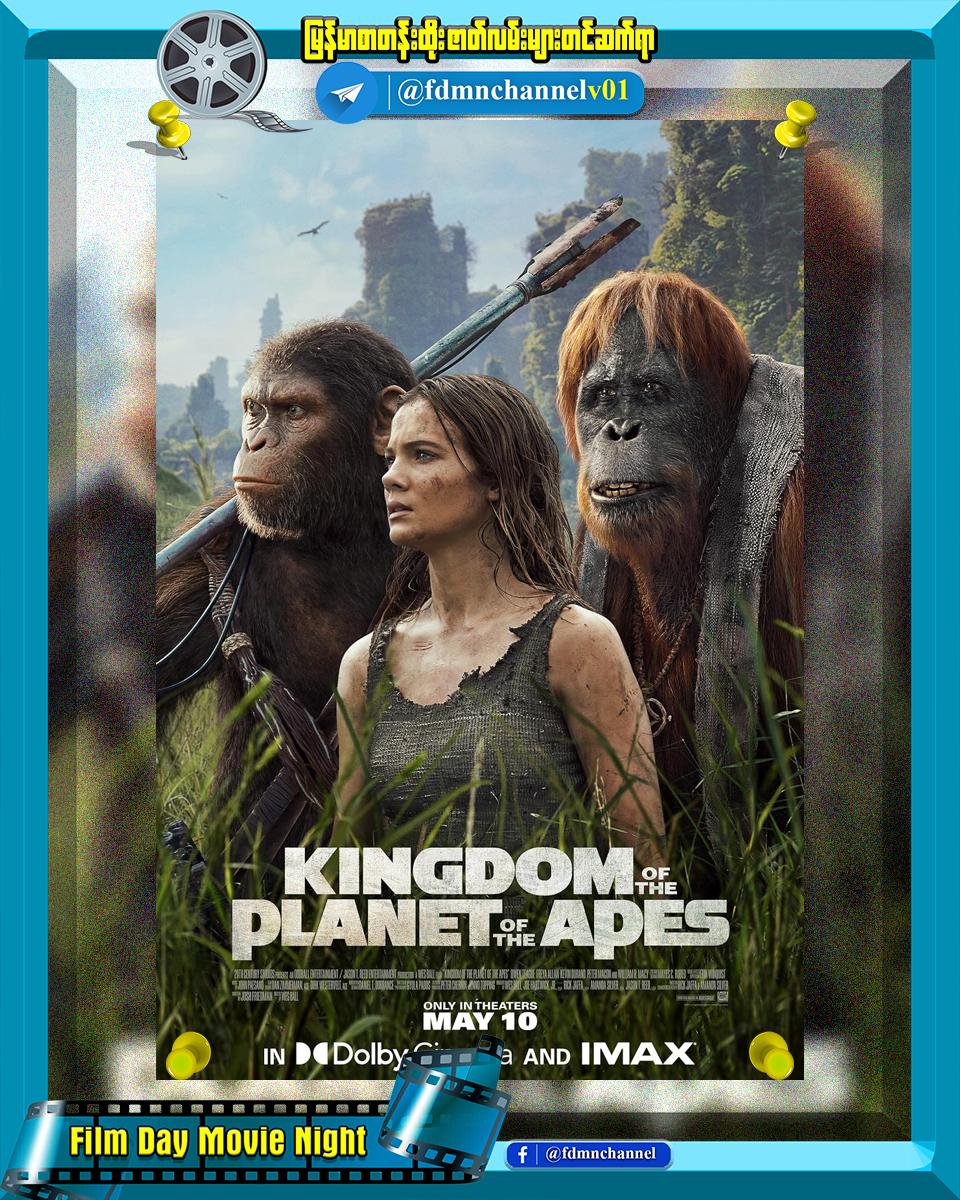 မြန်မာစာတန်းထိုးဇာတ်လမ်းများတင်ဆက်ရာ
@fdmnchannelv01
KINGDOM OF THE
PLANET OF THE APES
ONLY IN THEATERS
MAY 10
IN Dolby AND IMAX
Film Day Movie Night
@fdmnchannel